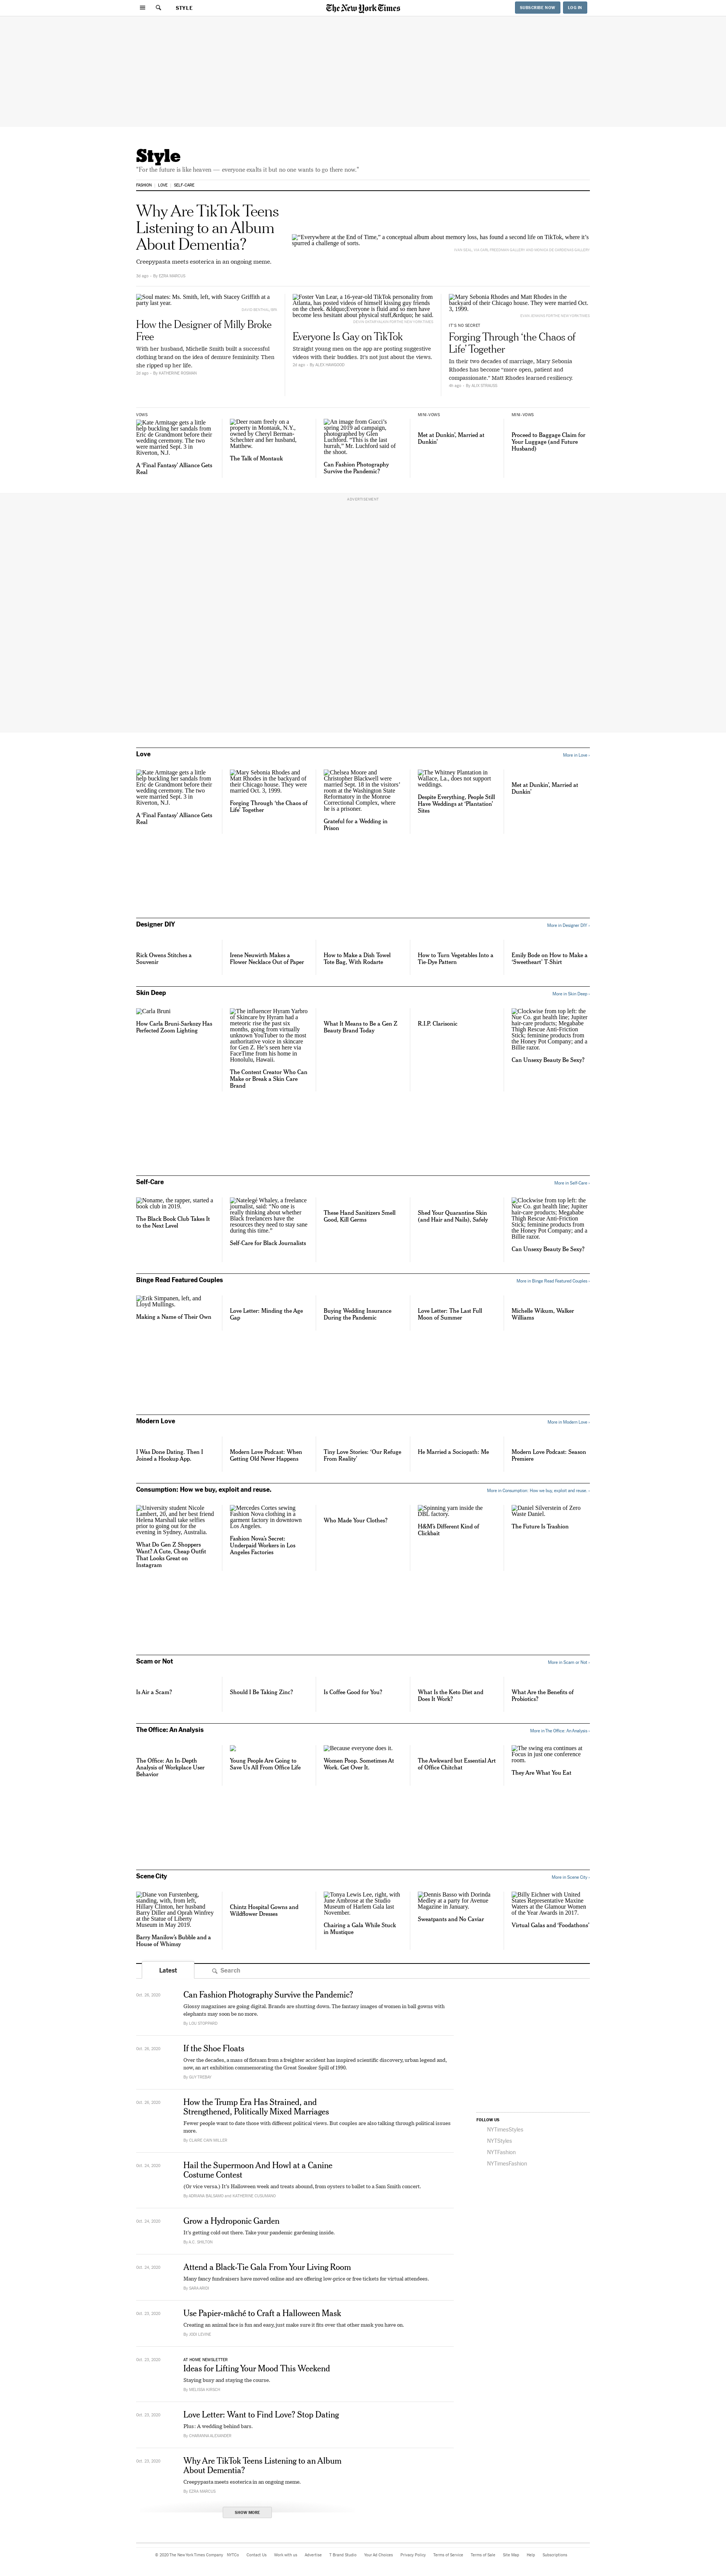 STYLE
The New York Times
SUBSCRIBE NOW
LOG IN
Style
"For the future is like heaven — everyone exalts it but no one wants to go there now."
FASHION
LOVE
SELF-CARE
Why Are TikTok Teens
Listening to an Album
About Dementia?
Creepypasta meets esoterica in an ongoing meme.
By EZRA MARCUS
"Everywhere at the End of Time," a conceptual album about memory loss, has found a second life on TikTok, where it's
spurred a challenge of sorts.
Soul mates: Ms. Smith, left, with Stacey Griffith at a
party last year.
How the Designer of Milly Broke
Free
With her husband, Michelle Smith built a successful
clothing brand on the idea of demure femininity. Then
she ripped up her life.
2d ago
By KATHERINE ROSMAN
Foster Van Lear, a 16-year-old TikTok personality from
Atlanta, has posted videos of himself kissing guy friends
on the cheek. &ldquo;Everyone is fluid and so men have
become less hesitant about physical stuff,&rdquo; he said.
Everyone Is Gay on TikTok
Straight young men on the app are posting suggestive
videos with their buddies. It's not just about the views.
By ALEX HAWGOOD
Mary Sebonia Rhodes and Matt Rhodes in the
backyard of their Chicago house. They were married Oct.
3, 1999.
IT'S NO SECRET
Forging Through 'the Chaos of
Life' Together
In their two decades of marriage, Mary Sebonia
Rhodes has become "more open, patient and
compassionate." Matt Rhodes learned resiliency.
By ALIX STRAUSS
VOWS
Kate Armitage gets a little
help buckling her sandals from
Eric de Grandmont before their
wedding ceremony. The two
were married Sept. 3 in
Riverton, N.J.
A 'Final Fantasy' Alliance Gets
Real
Deer roam freely on a
property in Montauk, N.Y.,
owned by Cheryl Berman-
Schechter and her husband,
Matthew.
The Talk of Montauk
An image from Gucci's
spring 2019 ad campaign,
photographed by Glen
Luchford. "This is the last
hurrah," Mr. Luchford said of
the shoot.
Can Fashion Photography
Survive the Pandemic?
MINI-VOWS
Met at Dunkin', Married at
Dunkin'
MINI-VOWS
Proceed to Baggage Claim for
Your Luggage (and Future
Husband)
ADVERTISEMENT
Love
More in Love ›
Kate Armitage gets a little
help buckling her sandals from
Eric de Grandmont before their
wedding ceremony. The two
were married Sept. 3 in
Riverton, N.J.
A 'Final Fantasy' Alliance Gets
Real
Mary Sebonia Rhodes and
Matt Rhodes in the backyard of
their Chicago house. They were
married Oct. 3, 1999.
Forging Through 'the Chaos of
Life' Together
Chelsea Moore and
Christopher Blackwell were
married Sept. 18 in the visitors'
room at the Washington State
Reformatory in the Monroe
Correctional Complex, where
he is a prisoner.
Grateful for a Wedding in
Prison
The Whitney Plantation in
Wallace, La., does not support
weddings.
Despite Everything, People Still
Have Weddings at 'Plantation'
Sites
Met at Dunkin', Married at
Dunkin'
Designer DIY
More in Designer DIY ›
Rick Owens Stitches a
Souvenir
Irene Neuwirth Makes a
Flower Necklace Out of Paper
How to Make a Dish Towel
Tote Bag, With Rodarte
How to Turn Vegetables Into a
Tie-Dye Pattern
Emily Bode on How to Make a
'Sweetheart' T-Shirt
Skin Deep
More in Skin Deep ›
Carla Bruni
How Carla Bruni-Sarkozy Has
Perfected Zoom Lighting
The influencer Hyram Yarbro
of Skincare by Hyram had a
meteoric rise the past six
months, going from virtually
unknown YouTuber to the most
authoritative voice in skincare
for Gen Z. He's seen here via
FaceTime from his home in
Honolulu, Hawaii.
The Content Creator Who Can
Make or Break a Skin Care
Brand
What It Means to Be a Gen Z
Beauty Brand Today
R.I.P. Clarisonic
Clockwise from top left: the
Nue Co. gut health line; Jupiter
hair-care products; Megababe
Thigh Rescue Anti-Friction
Stick; feminine products from
the Honey Pot Company; and a
Billie razor.
Can Unsexy Beauty Be Sexy?
Self-Care
More in Self-Care ›
Noname, the rapper, started a
book club in 2019.
The Black Book Club Takes It
to the Next Level
Natelegé Whaley, a freelance
journalist, said: "No one is
really thinking about whether
Black freelancers have the
resources they need to stay sane
during this time."
Self-Care for Black Journalists
These Hand Sanitizers Smell
Good, Kill Germs
Shed Your Quarantine Skin
(and Hair and Nails), Safely
Clockwise from top left: the
Nue Co. gut health line; Jupiter
hair-care products; Megababe
Thigh Rescue Anti-Friction
Stick; feminine products from
the Honey Pot Company; and a
Billie razor.
Can Unsexy Beauty Be Sexy?
Binge Read Featured Couples
More in Binge Read Featured Couples ›
Erik Simpanen, left, and
Lloyd Mullings.
Making a Name of Their Own
Love Letter: Minding the Age
Gap
Buying Wedding Insurance
During the Pandemic
Love Letter: The Last Full
Moon of Summer
Michelle Wikum, Walker
Williams
Modern Love
More in Modern Love ›
I Was Done Dating. Then I
Joined a Hookup App.
Modern Love Podcast: When
Getting Old Never Happens
Tiny Love Stories: 'Our Refuge
From Reality'
He Married a Sociopath: Me
Modern Love Podcast: Season
Premiere
Consumption: How we buy, exploit and reuse.
More in Consumption: How we buy, exploit and reuse. ›
University student Nicole
Lambert, 20, and her best friend
Helena Marshall take selfies
prior to going out for the
evening in Sydney, Australia.
What Do Gen Z Shoppers
Want? A Cute, Cheap Outfit
That Looks Great on
Instagram
Mercedes Cortes sewing
Fashion Nova clothing in a
garment factory in downtown
Los Angeles.
Fashion Nova's Secret:
Underpaid Workers in Los
Angeles Factories
Who Made Your Clothes?
Spinning yarn inside the
DBL factory.
H&M's Different Kind of
Clickbait
Daniel Silverstein of Zero
Waste Daniel.
The Future Is Trashion
Scam or Not
More in Scam or Not ›
Is Air a Scam?
Should I Be Taking Zinc?
Is Coffee Good for You?
What Is the Keto Diet and
Does It Work?
What Are the Benefits of
Probiotics?
The Office: An Analysis
More in The Office: An Analysis ›
The Office: An In-Depth
Analysis of Workplace User
Behavior
Young People Are Going to
Save Us All From Office Life
Because everyone does it.
Women Poop. Sometimes At
Work. Get Over It.
The Awkward but Essential Art
of Office Chitchat
The swing era continues at
Focus in just one conference
room.
They Are What You Eat
Scene City
More in Scene City ›
Diane von Furstenberg,
standing, with, from left,
Hillary Clinton, her husband
Barry Diller and Oprah Winfrey
at the Statue of Liberty
Museum in May 2019.
Barry Manilow's Bubble and a
House of Whimsy
Chintz Hospital Gowns and
Wildflower Dresses
Tonya Lewis Lee, right, with
June Ambrose at the Studio
Museum of Harlem Gala last
November.
Chairing a Gala While Stuck
in Mustique
Dennis Basso with Dorinda
Medley at a party for Avenue
Magazine in January.
Sweatpants and No Caviar
Billy Eichner with United
States Representative Maxine
Waters at the Glamour Women
of the Year Awards in 2017.
Virtual Galas and 'Foodathons'
Latest
Search
Can Fashion Photography Survive the Pandemic?
Glossy magazines are going digital. Brands are shutting down. The fantasy images of women in ball gowns with
elephants may soon be no more.
By LOU STOPPARD
If the Shoe Floats
Over the decades, a mass of flotsam from a freighter accident has inspired scientific discovery, urban legend and,
now, an art exhibition commemorating the Great Sneaker Spill of 1990.
By GUY TREBAY
How the Trump Era Has Strained, and
Strengthened, Politically Mixed Marriages
Fewer people want to date those with different political views. But couples are also talking through political issues
more.
By CLAIRE CAIN MILLER
FOLLOW US
NYTimesStyles
NYTStyles
NYTFashion
NYTimesFashion
Hail the Supermoon And Howl at a Canine
Costume Contest
(Or vice versa.) It's Halloween week and treats abound, from oysters to ballet to a Sam Smith concert.
By ADRIANA BALSAMO and KATHERINE CUSUMANO
Oct. 24, 2020
Grow a Hydroponic Garden
It's getting cold out there. Take your pandemic gardening inside.
By A.C. SHILTON
Oct. 24, 2020
Attend a Black-Tie Gala From Your Living Room
Many fancy fundraisers have moved online and are offering low-price or free tickets for virtual attendees.
By SARA ARIDI
Use Papier-mâché to Craft a Halloween Mask
Creating an animal face is fun and easy, just make sure it fits over that other mask you have on.
By JODI LEVINE
Oct. 23, 2020
AT HOME NEWSLETTER
Ideas for Lifting Your Mood This Weekend
Staying busy and staying the course.
By MELISSA KIRSCH
Oct. 23, 2020
Love Letter: Want to Find Love? Stop Dating
Plus: A wedding behind bars.
By CHARANNA ALEXANDER
Oct. 23, 2020
Why Are TikTok Teens Listening to an Album
About Dementia?
Creepypasta meets esoterica in an ongoing meme.
By EZRA MARCUS
SHOW MORE
© 2020 The New York Times Company
NYTCo
Contact Us
Work with us
Advertise
T Brand Studio
Your Ad Choices
Privacy Policy
Terms of Service
Terms of Sale
Site Map
Help
Subscriptions